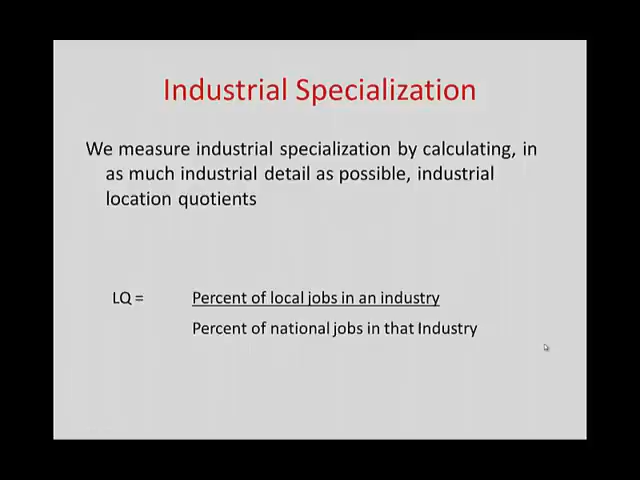 Industrial Specialization
We measure industrial specialization by calculating, in
as much industrial detail as possible, industrial
location quotients
LQ = Percent of local jobs in an industry
Percent of national jobs in that Industry